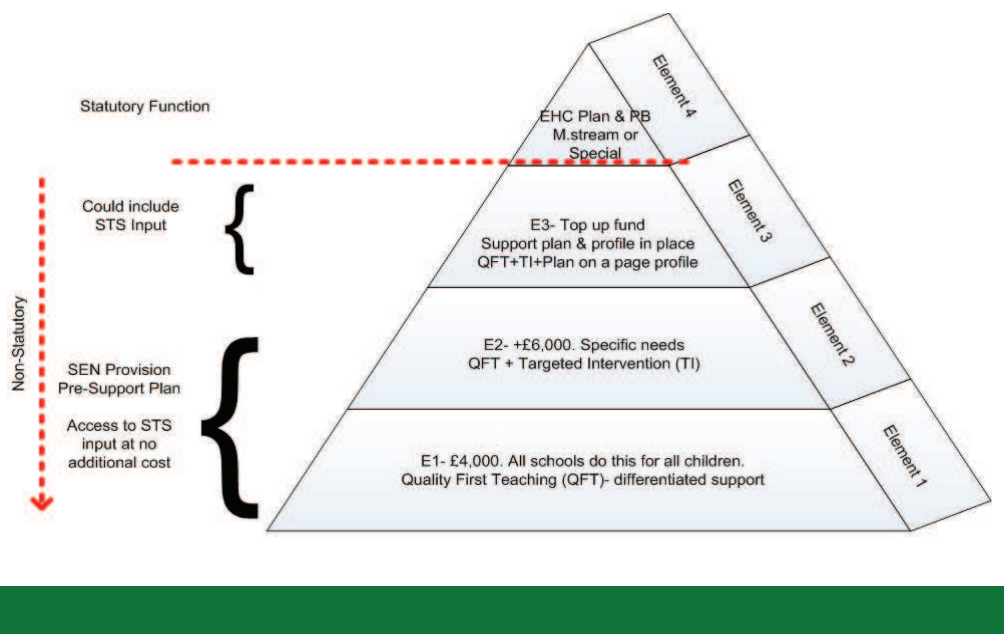 Statutory Function
Non-Statutory
Could include
STS Input
SEN Provision
Pre-Support Plan
Access to STS
input at no
additional cost
EHC Plan & PB
M.stream or
Special
E3- Top up fund
Support plan & profile in place
QFT+TI+Plan on a page profile
E2- +£6,000. Specific needs
QFT + Targeted Intervention (TI)
E1- £4,000. All schools do this for all children.
Quality First Teaching (QFT)- differentiated support
Element 4
Element 3
Element 2
Element 1